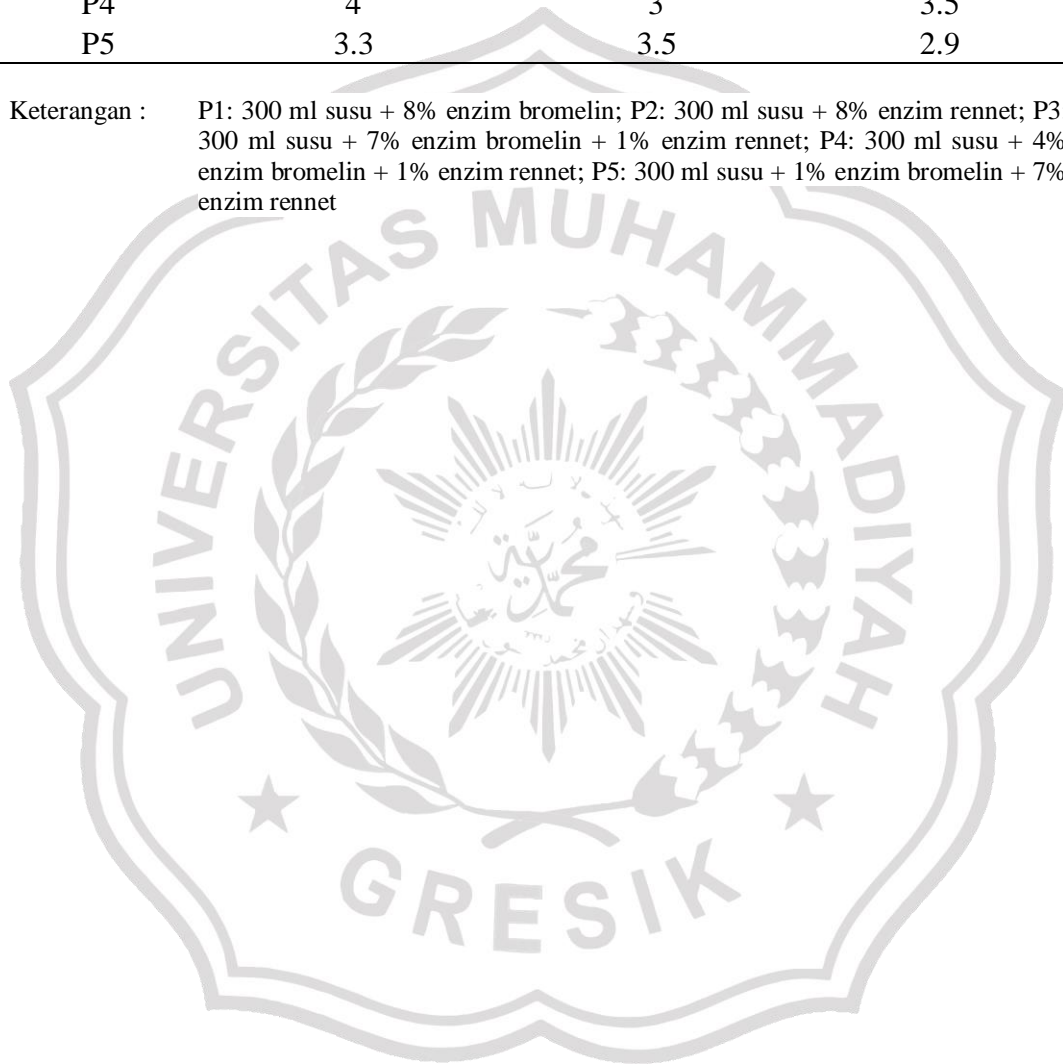 P4 4 3 3.5
P5 3.3 3.5 2.9
Keterangan : P1: 300 ml susu + 8% enzim bromelin; P2: 300 ml susu + 8% enzim rennet; P3
300 ml susu + 7% enzim bromelin + 1% enzim rennet; P4: 300 ml susu + 4%
enzim bromelin + 1% enzim rennet; P5: 300 ml susu + 1% enzim bromelin + 7%
enzim rennet
UNIVERSITAS MUHAMMADIYAH
GRESIK